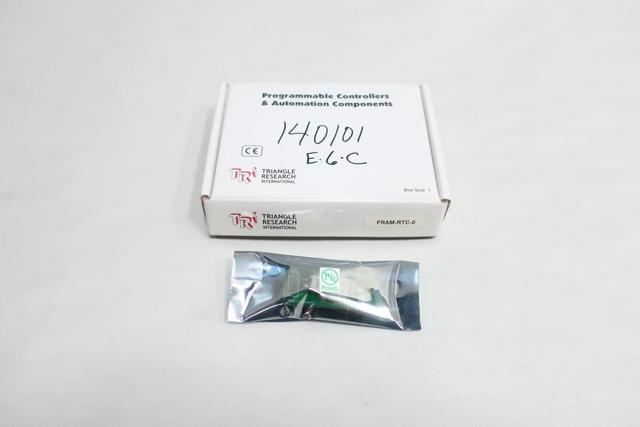 Programmable Controllers
& Automation Components
140101
E.6.C
CE
TRi TRIANGLE
RESEARCH
INTERNATIONAL
Box Size: 1
TRi TRIANGLE
RESEARCH
INTERNATIONAL
FRAM-RTC-0
RoHS